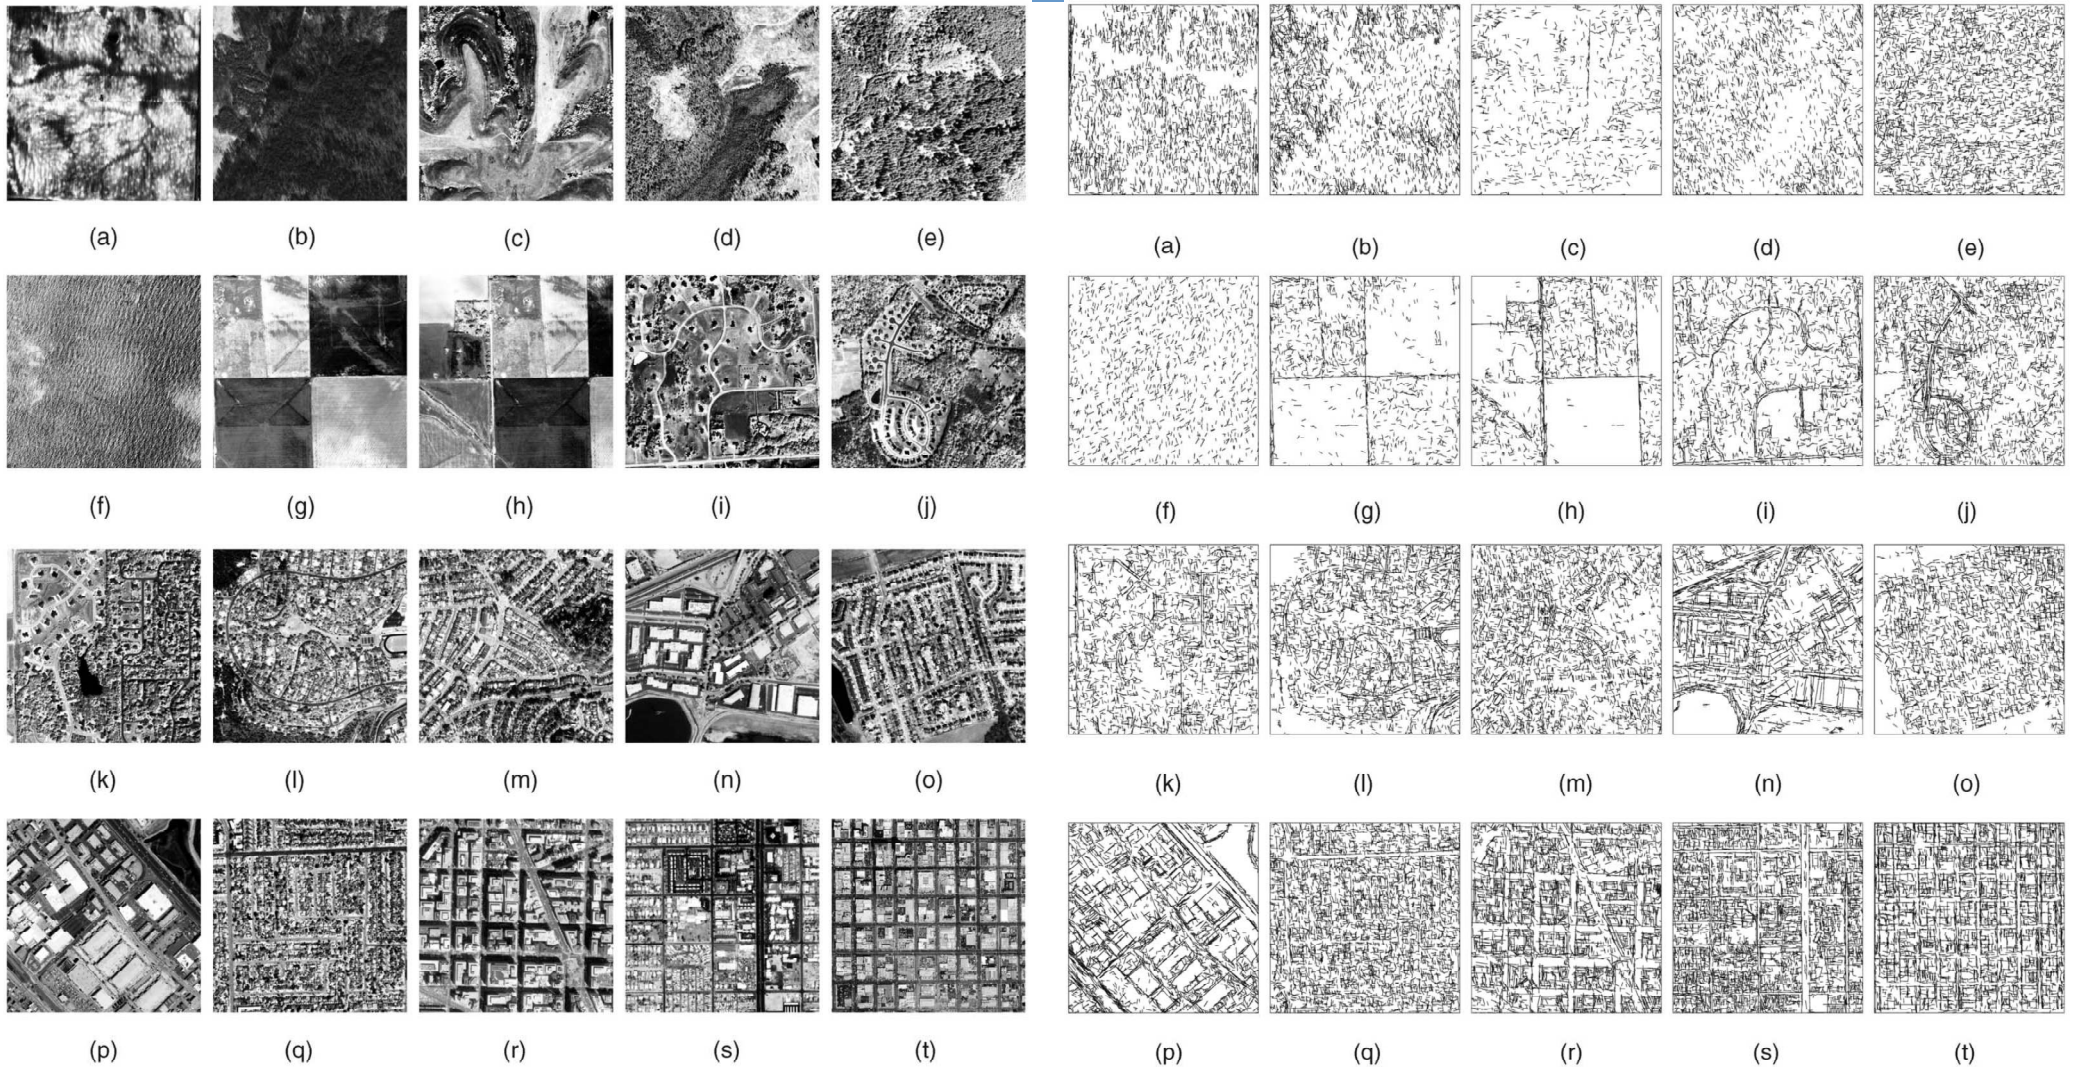 (a) (b) (c) (d) (e) (a) (b) (c) (d) (e)
(f) (g) (h) (i) (j) (f) (g) (h) (i) (j)
(k) (l) (m) (n) (o) (k) (l) (m) (n) (o)
(p) (q) (r) (s) (t) (p) (q) (r) (s) (t)